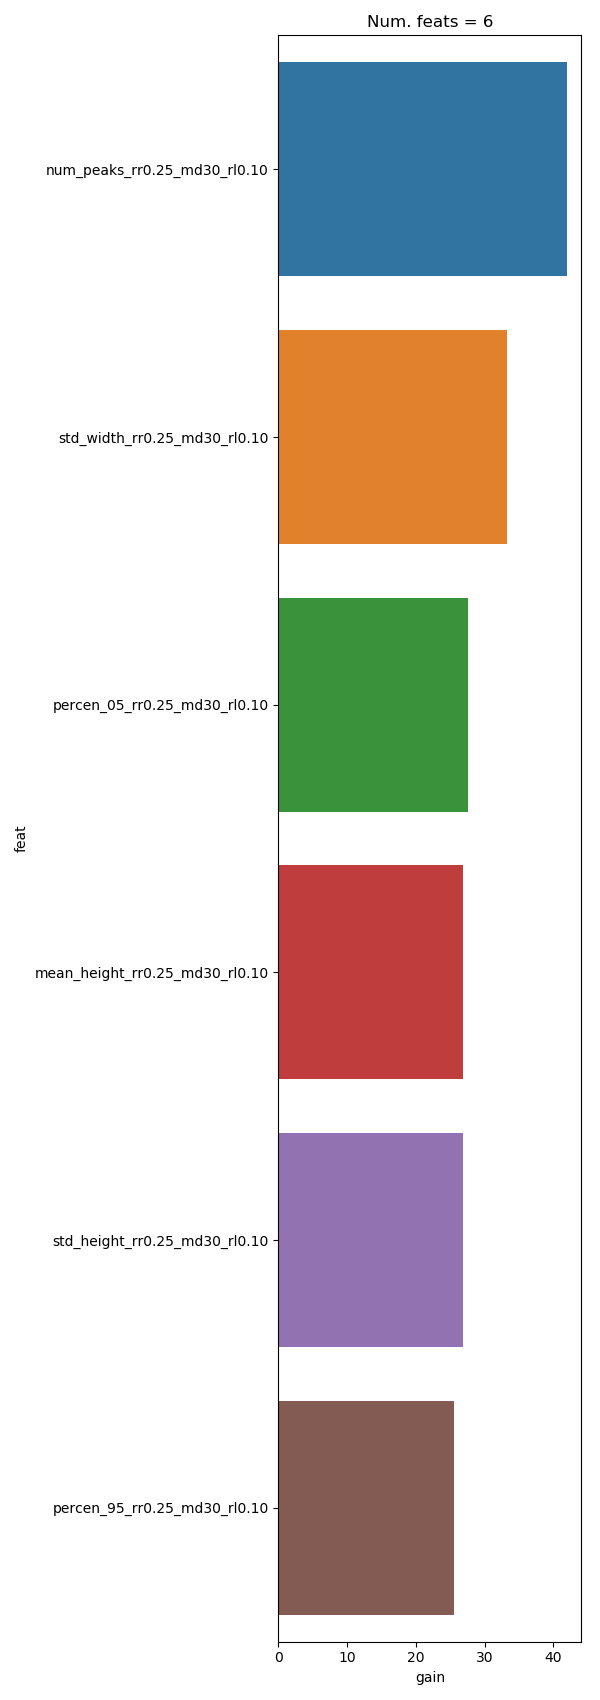 Num. feats = 6
num_peaks_rr0.25_md30_rl0.10
std_width_rr0.25_md30_rl0.10
percen_05_rr0.25_md30_rl0.10
feat
mean_height_rr0.25_md30_rl0.10
std_height_rr0.25_md30_rl0.10
percen_95_rr0.25_md30_rl0.10
0 10 20 30 40
gain